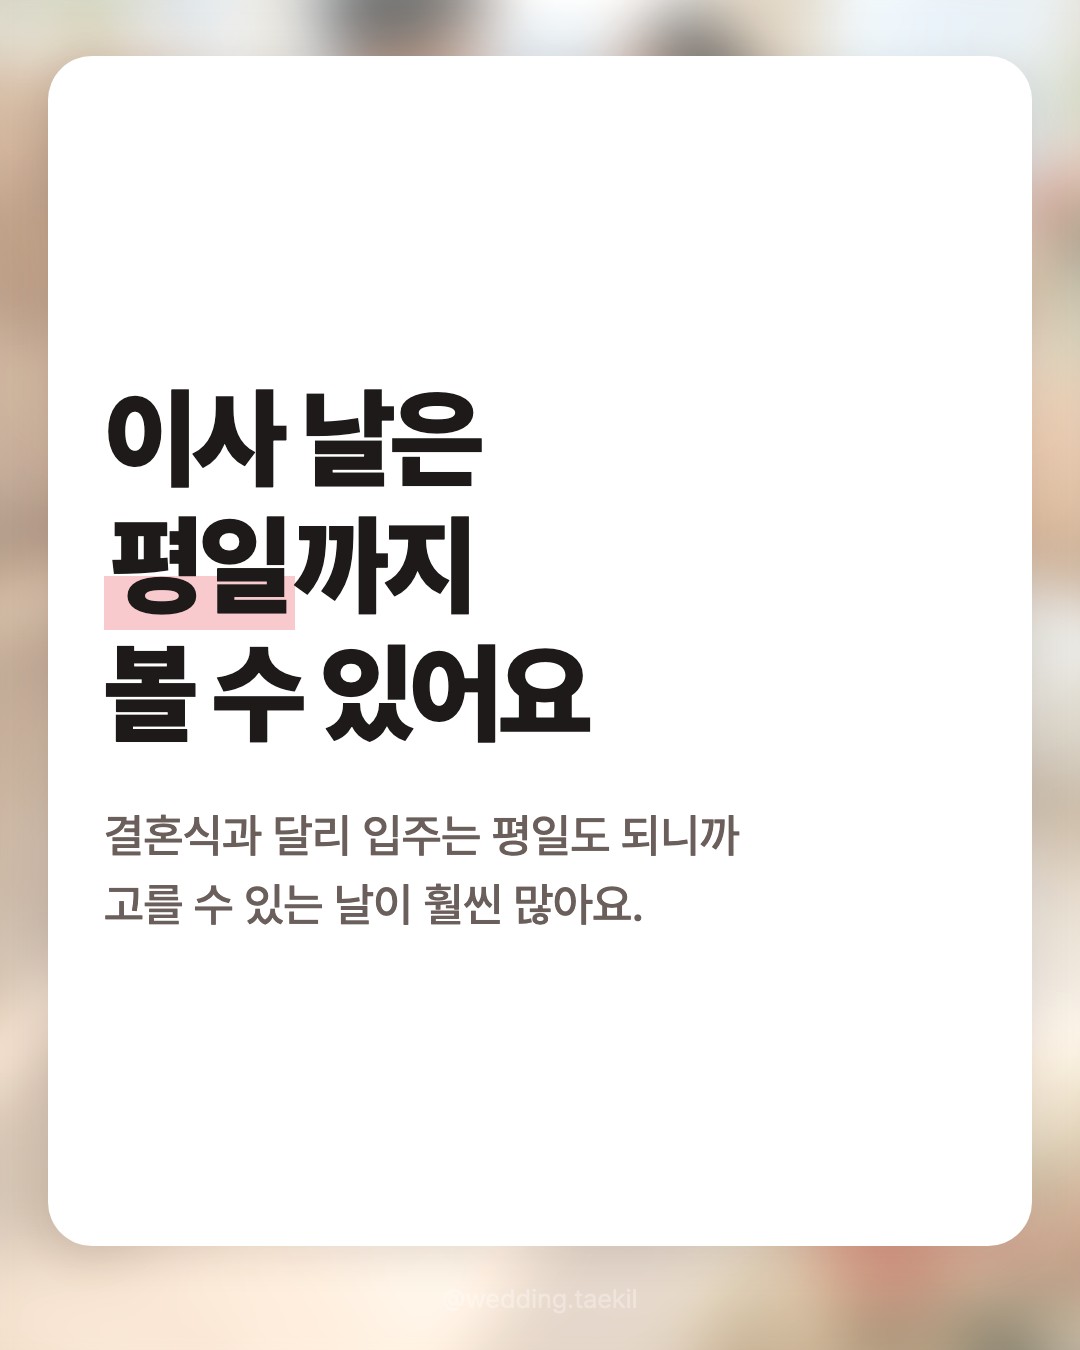 이사 날은
평일까지
볼 수 있어요
결혼식과 달리 입주는 평일도 되니까
고를 수 있는 날이 훨씬 많아요.
@wedding.taekil